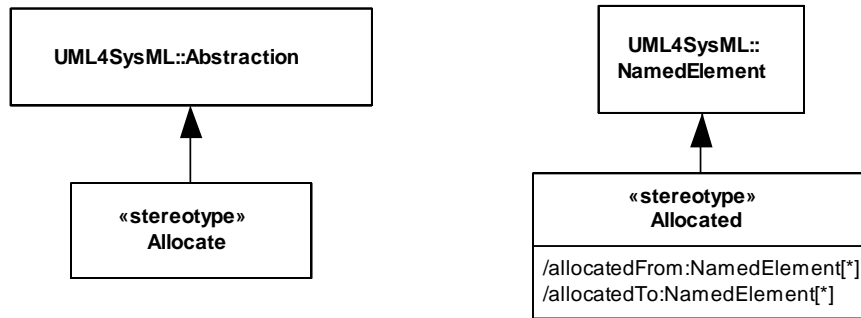 UML4SysML::Abstraction
«stereotype»
Allocate
UML4SysML::
NamedElement
«stereotype»
Allocated
/allocatedFrom:NamedElement[*]
/allocatedTo:NamedElement[*]